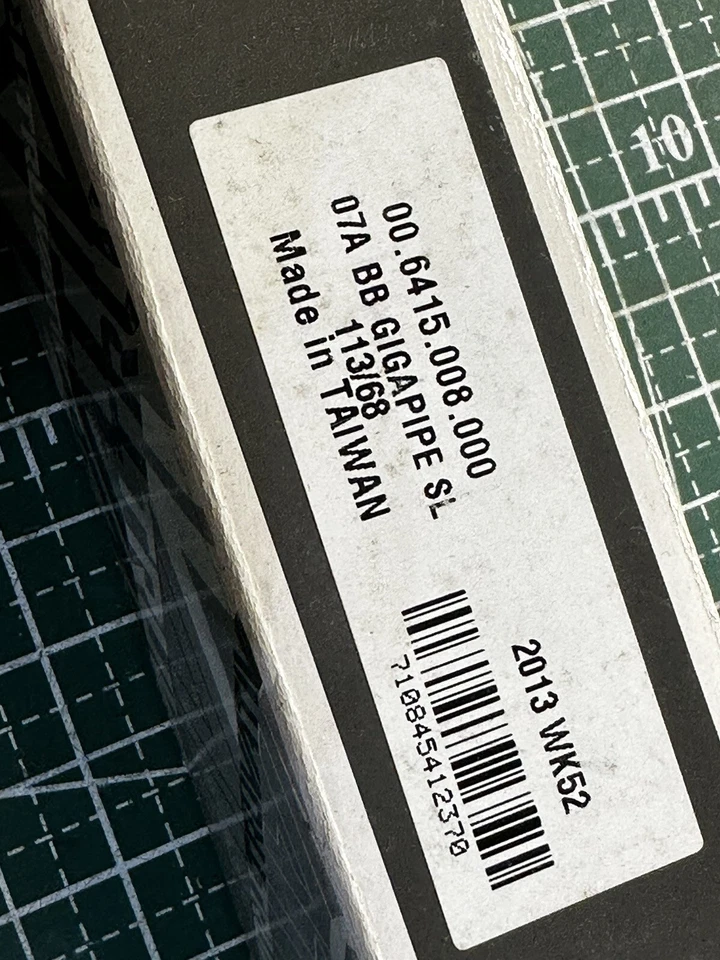 00.6415.008.000
07A BB GIGAPIPE SL
113/68
Made in TAIWAN
2013 WK52
710845412370
10